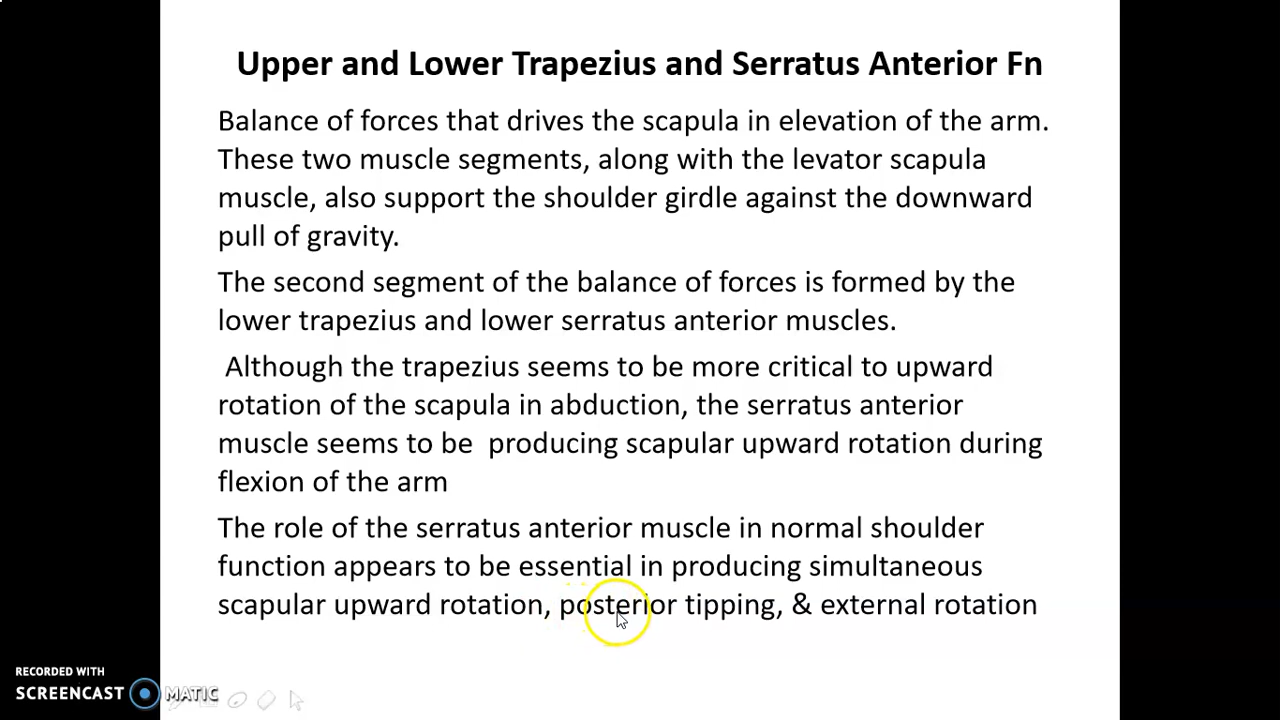 Upper and Lower Trapezius and Serratus Anterior Fn
Balance of forces that drives the scapula in elevation of the arm.
These two muscle segments, along with the levator scapula
muscle, also support the shoulder girdle against the downward
pull of gravity.
The second segment of the balance of forces is formed by the
lower trapezius and lower serratus anterior muscles.
Although the trapezius seems to be more critical to upward
rotation of the scapula in abduction, the serratus anterior
muscle seems to be  producing scapular upward rotation during
flexion of the arm
The role of the serratus anterior muscle in normal shoulder
function appears to be essential in producing simultaneous
scapular upward rotation, posterior tipping, & external rotation
RECORDED WITH
SCREENCAST MATIC